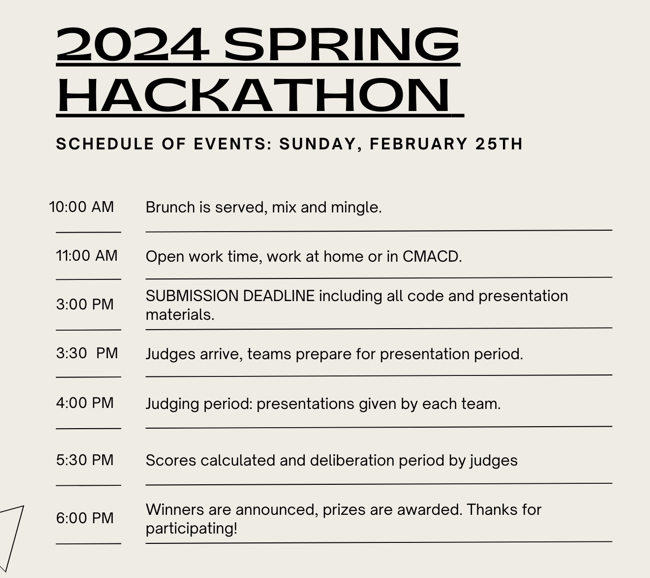 2024 SPRING
HACKATHON
SCHEDULE OF EVENTS: SUNDAY, FEBRUARY 25TH
10:00 AM Brunch is served, mix and mingle.
11:00 AM Open work time, work at home or in CMACD.
3:00 PM SUBMISSION DEADLINE including all code and presentation
materials.
3:30 PM Judges arrive, teams prepare for presentation period.
4:00 PM Judging period: presentations given by each team.
5:30 PM Scores calculated and deliberation period by judges
6:00 PM Winners are announced, prizes are awarded. Thanks for
participating!